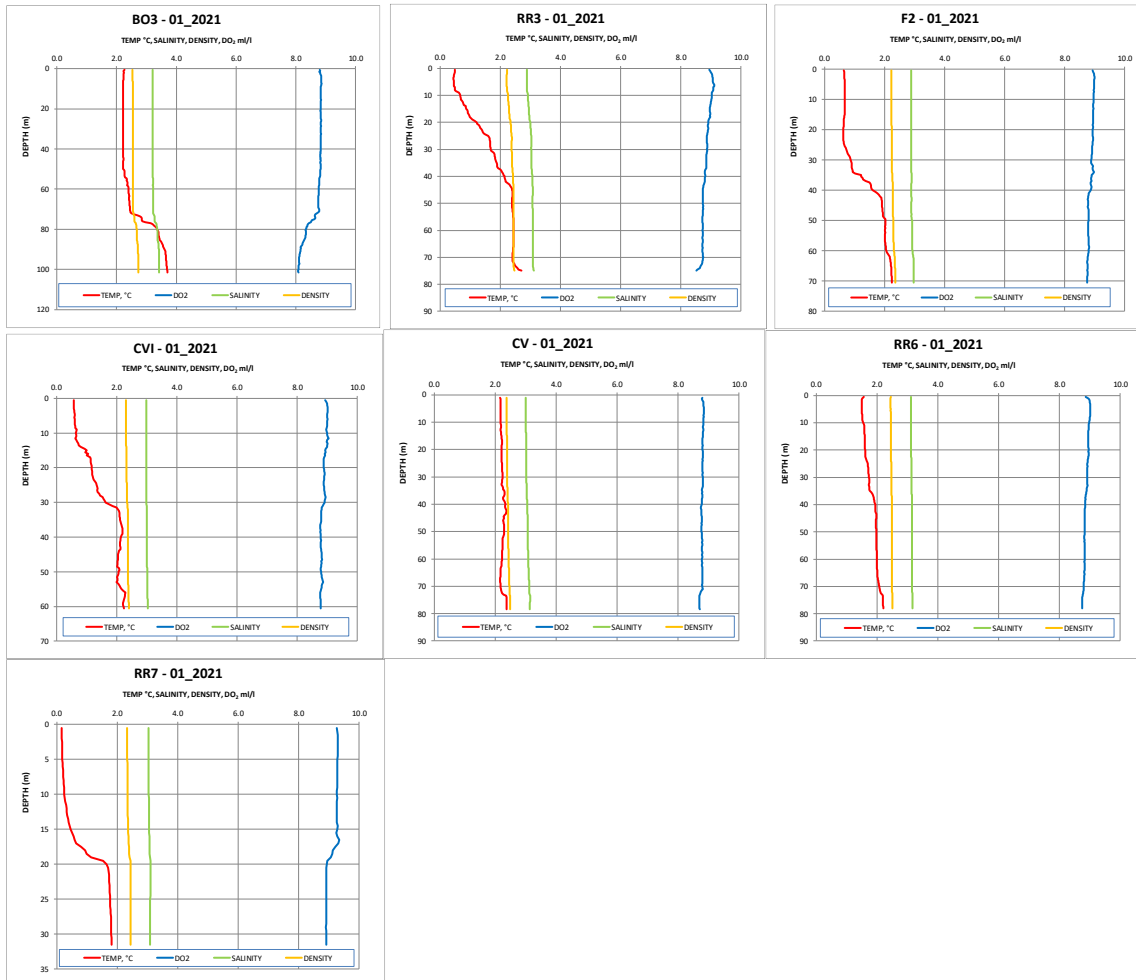 BO3 - 01_2021
TEMP °C, SALINITY, DENSITY, DO₂ ml/l
0.0 2.0 4.0 6.0 8.0 10.0
0
20
40
60
80
100
120
DEPTH (m)
TEMP, °C DO2 SALINITY DENSITY
RR3 - 01_2021
TEMP °C, SALINITY, DENSITY, DO₂ ml/l
0.0 2.0 4.0 6.0 8.0 10.0
0
10
20
30
40
50
60
70
80
90
DEPTH (m)
TEMP, °C DO2 SALINITY DENSITY
F2 - 01_2021
TEMP °C, SALINITY, DENSITY, DO₂ ml/l
0.0 2.0 4.0 6.0 8.0 10.0
0
10
20
30
40
50
60
70
80
DEPTH (m)
TEMP, °C DO2 SALINITY DENSITY
CVI - 01_2021
TEMP °C, SALINITY, DENSITY, DO₂ ml/l
0.0 2.0 4.0 6.0 8.0 10.0
0
10
20
30
40
50
60
70
DEPTH (m)
TEMP, °C DO2 SALINITY DENSITY
CV - 01_2021
TEMP °C, SALINITY, DENSITY, DO₂ ml/l
0.0 2.0 4.0 6.0 8.0 10.0
0
10
20
30
40
50
60
70
80
90
DEPTH (m)
TEMP, °C DO2 SALINITY DENSITY
RR6 - 01_2021
TEMP °C, SALINITY, DENSITY, DO₂ ml/l
0.0 2.0 4.0 6.0 8.0 10.0
0
10
20
30
40
50
60
70
80
90
DEPTH (m)
TEMP, °C DO2 SALINITY DENSITY
RR7 - 01_2021
TEMP °C, SALINITY, DENSITY, DO₂ ml/l
0.0 2.0 4.0 6.0 8.0 10.0
0
5
10
15
20
25
30
35
DEPTH (m)
TEMP, °C DO2 SALINITY DENSITY